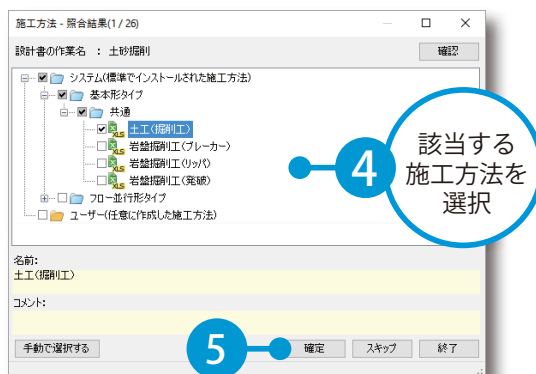 施工方法 - 照合結果(1 / 26)
設計書の作業名 ： 土砂掘削
確認
システム(標準でインストールされた施工方法)
基本形タイプ
共通
XLS 土工(掘削工)
XLS 岩盤掘削工(ブレーカー)
XLS 岩盤掘削工(リッパ)
XLS 岩盤掘削工(発破)
フロー並行形タイプ
ユーザー(任意に作成した施工方法)
4
該当する
施工方法を
選択
名前:
土工(掘削工)
コメント:
手動で選択する
5
確定
スキップ
終了